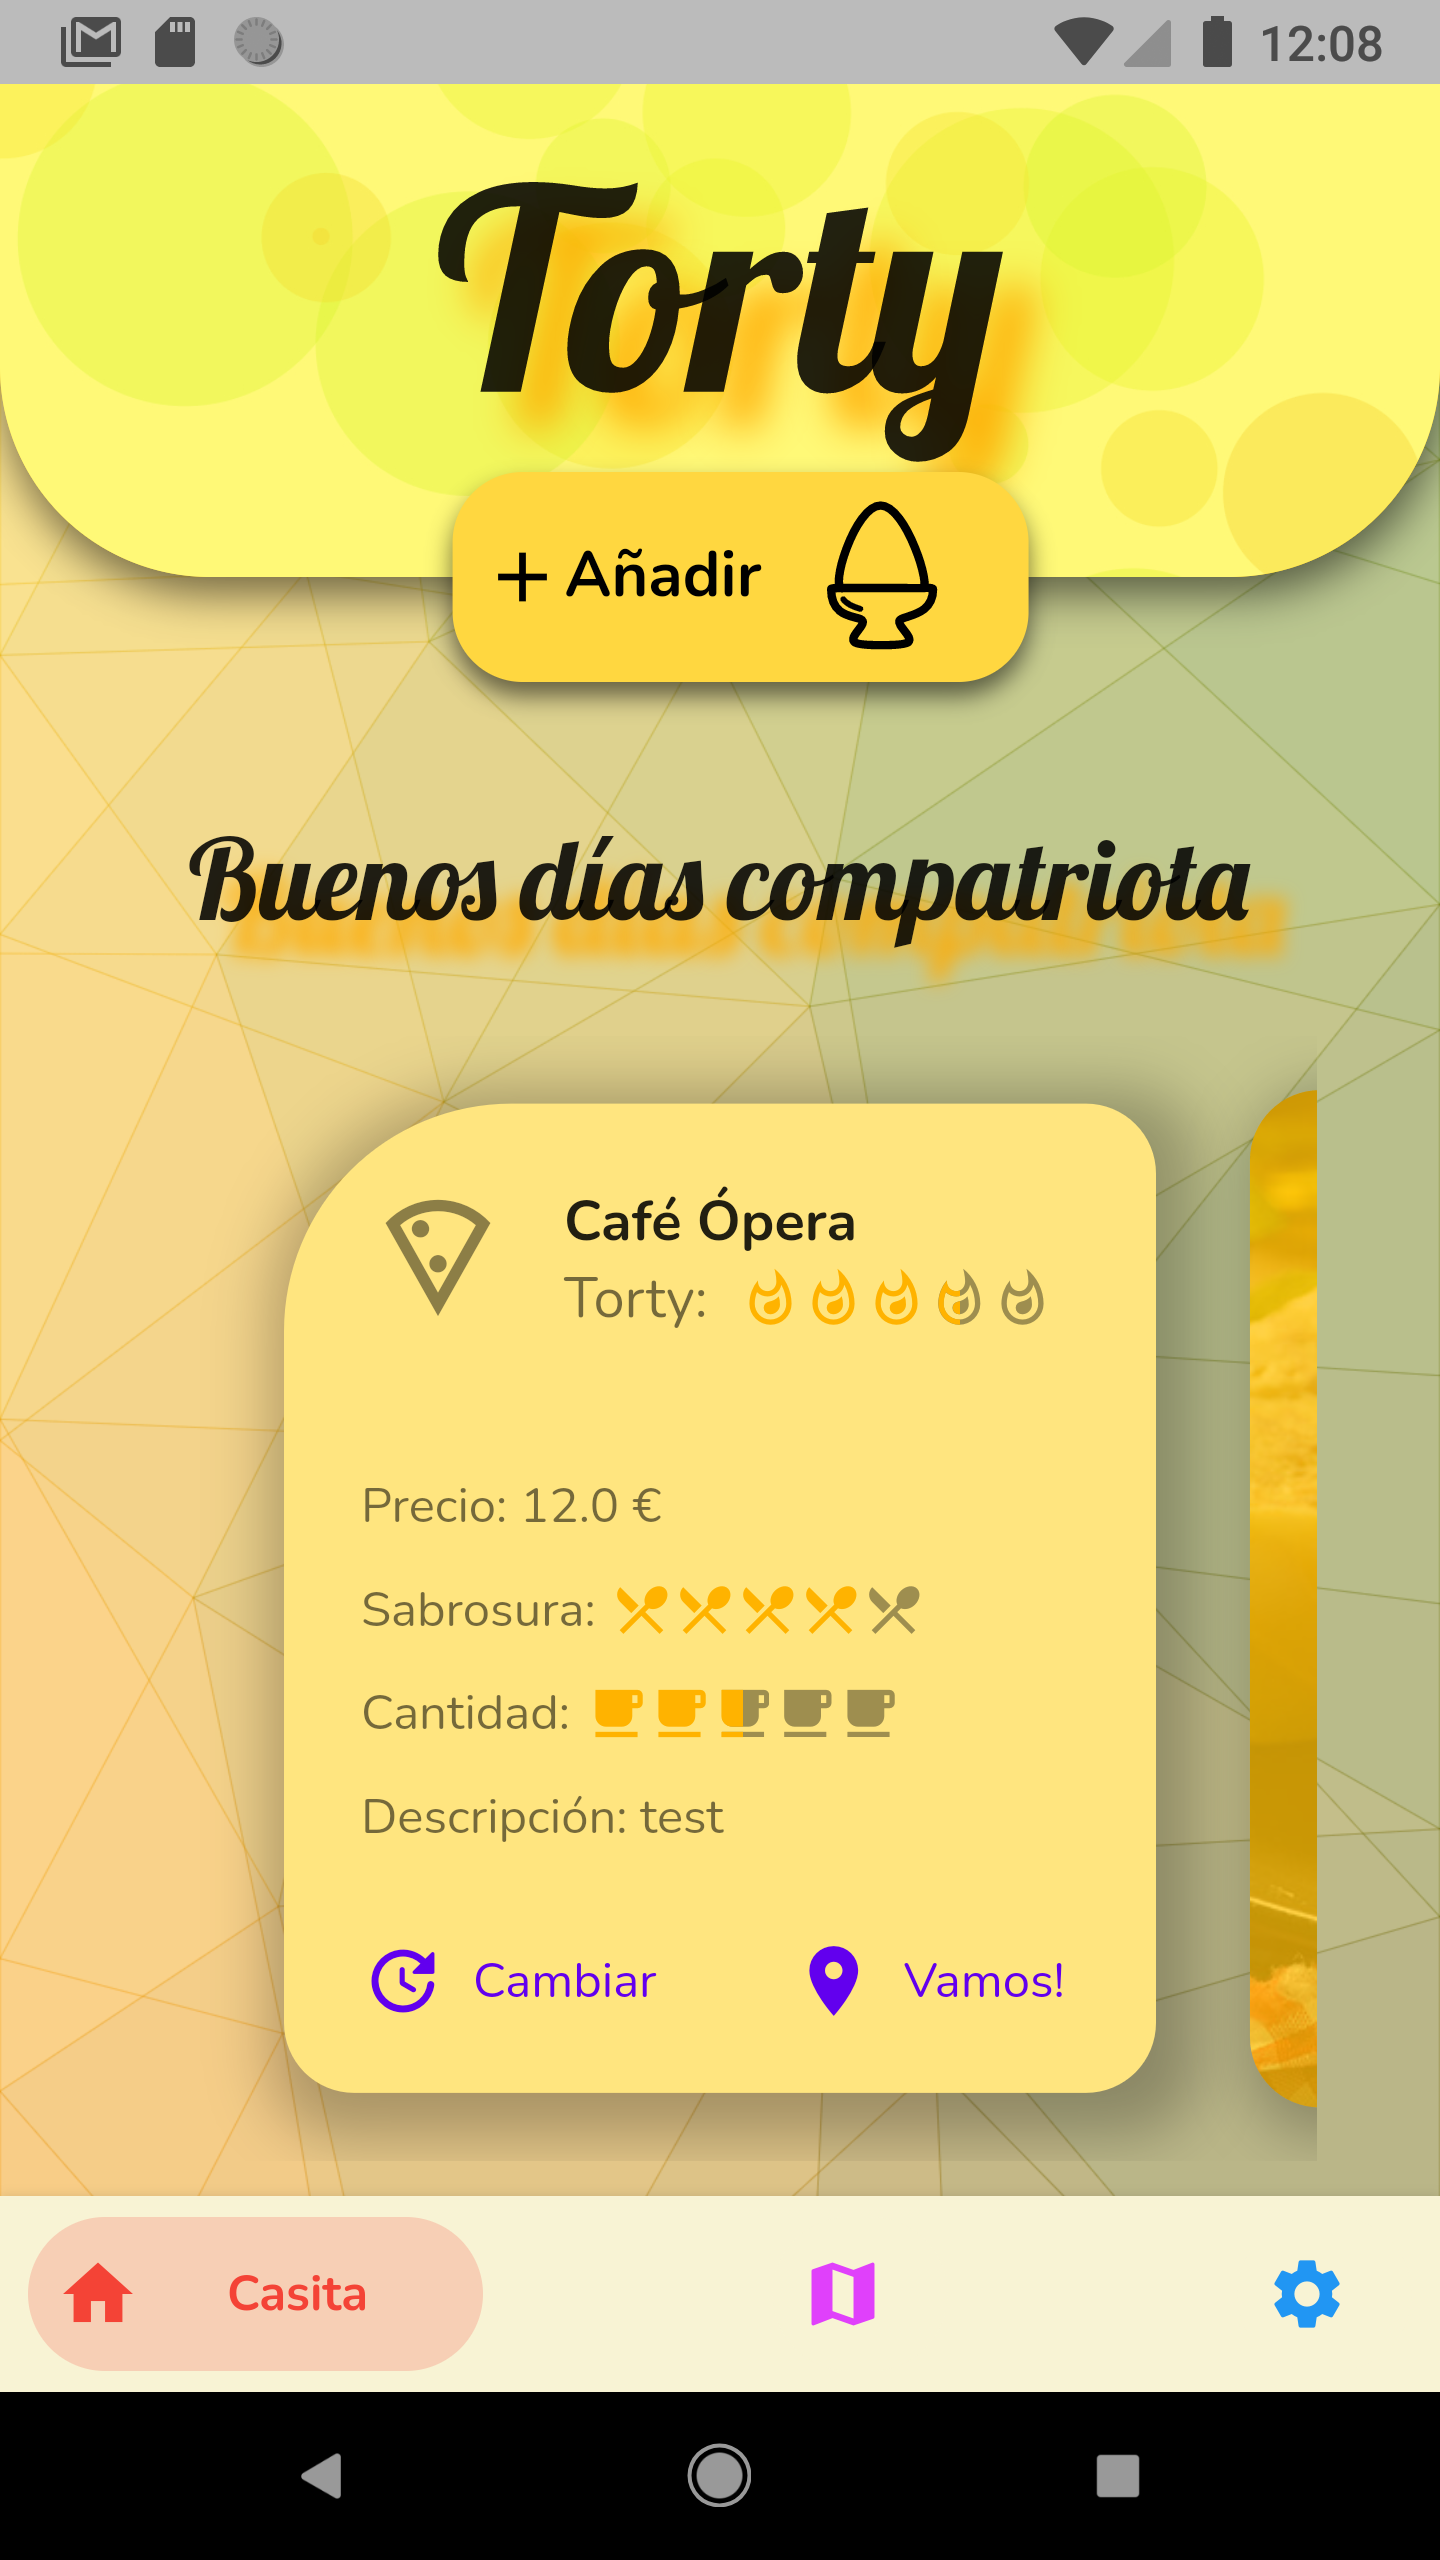 12:08
Torty
+ Añadir
Buenos días compatriota
Café Ópera
Torty:
Precio: 12.0 €
Sabrosura:
Cantidad:
Descripción: test
Cambiar
Vamos!
Casita